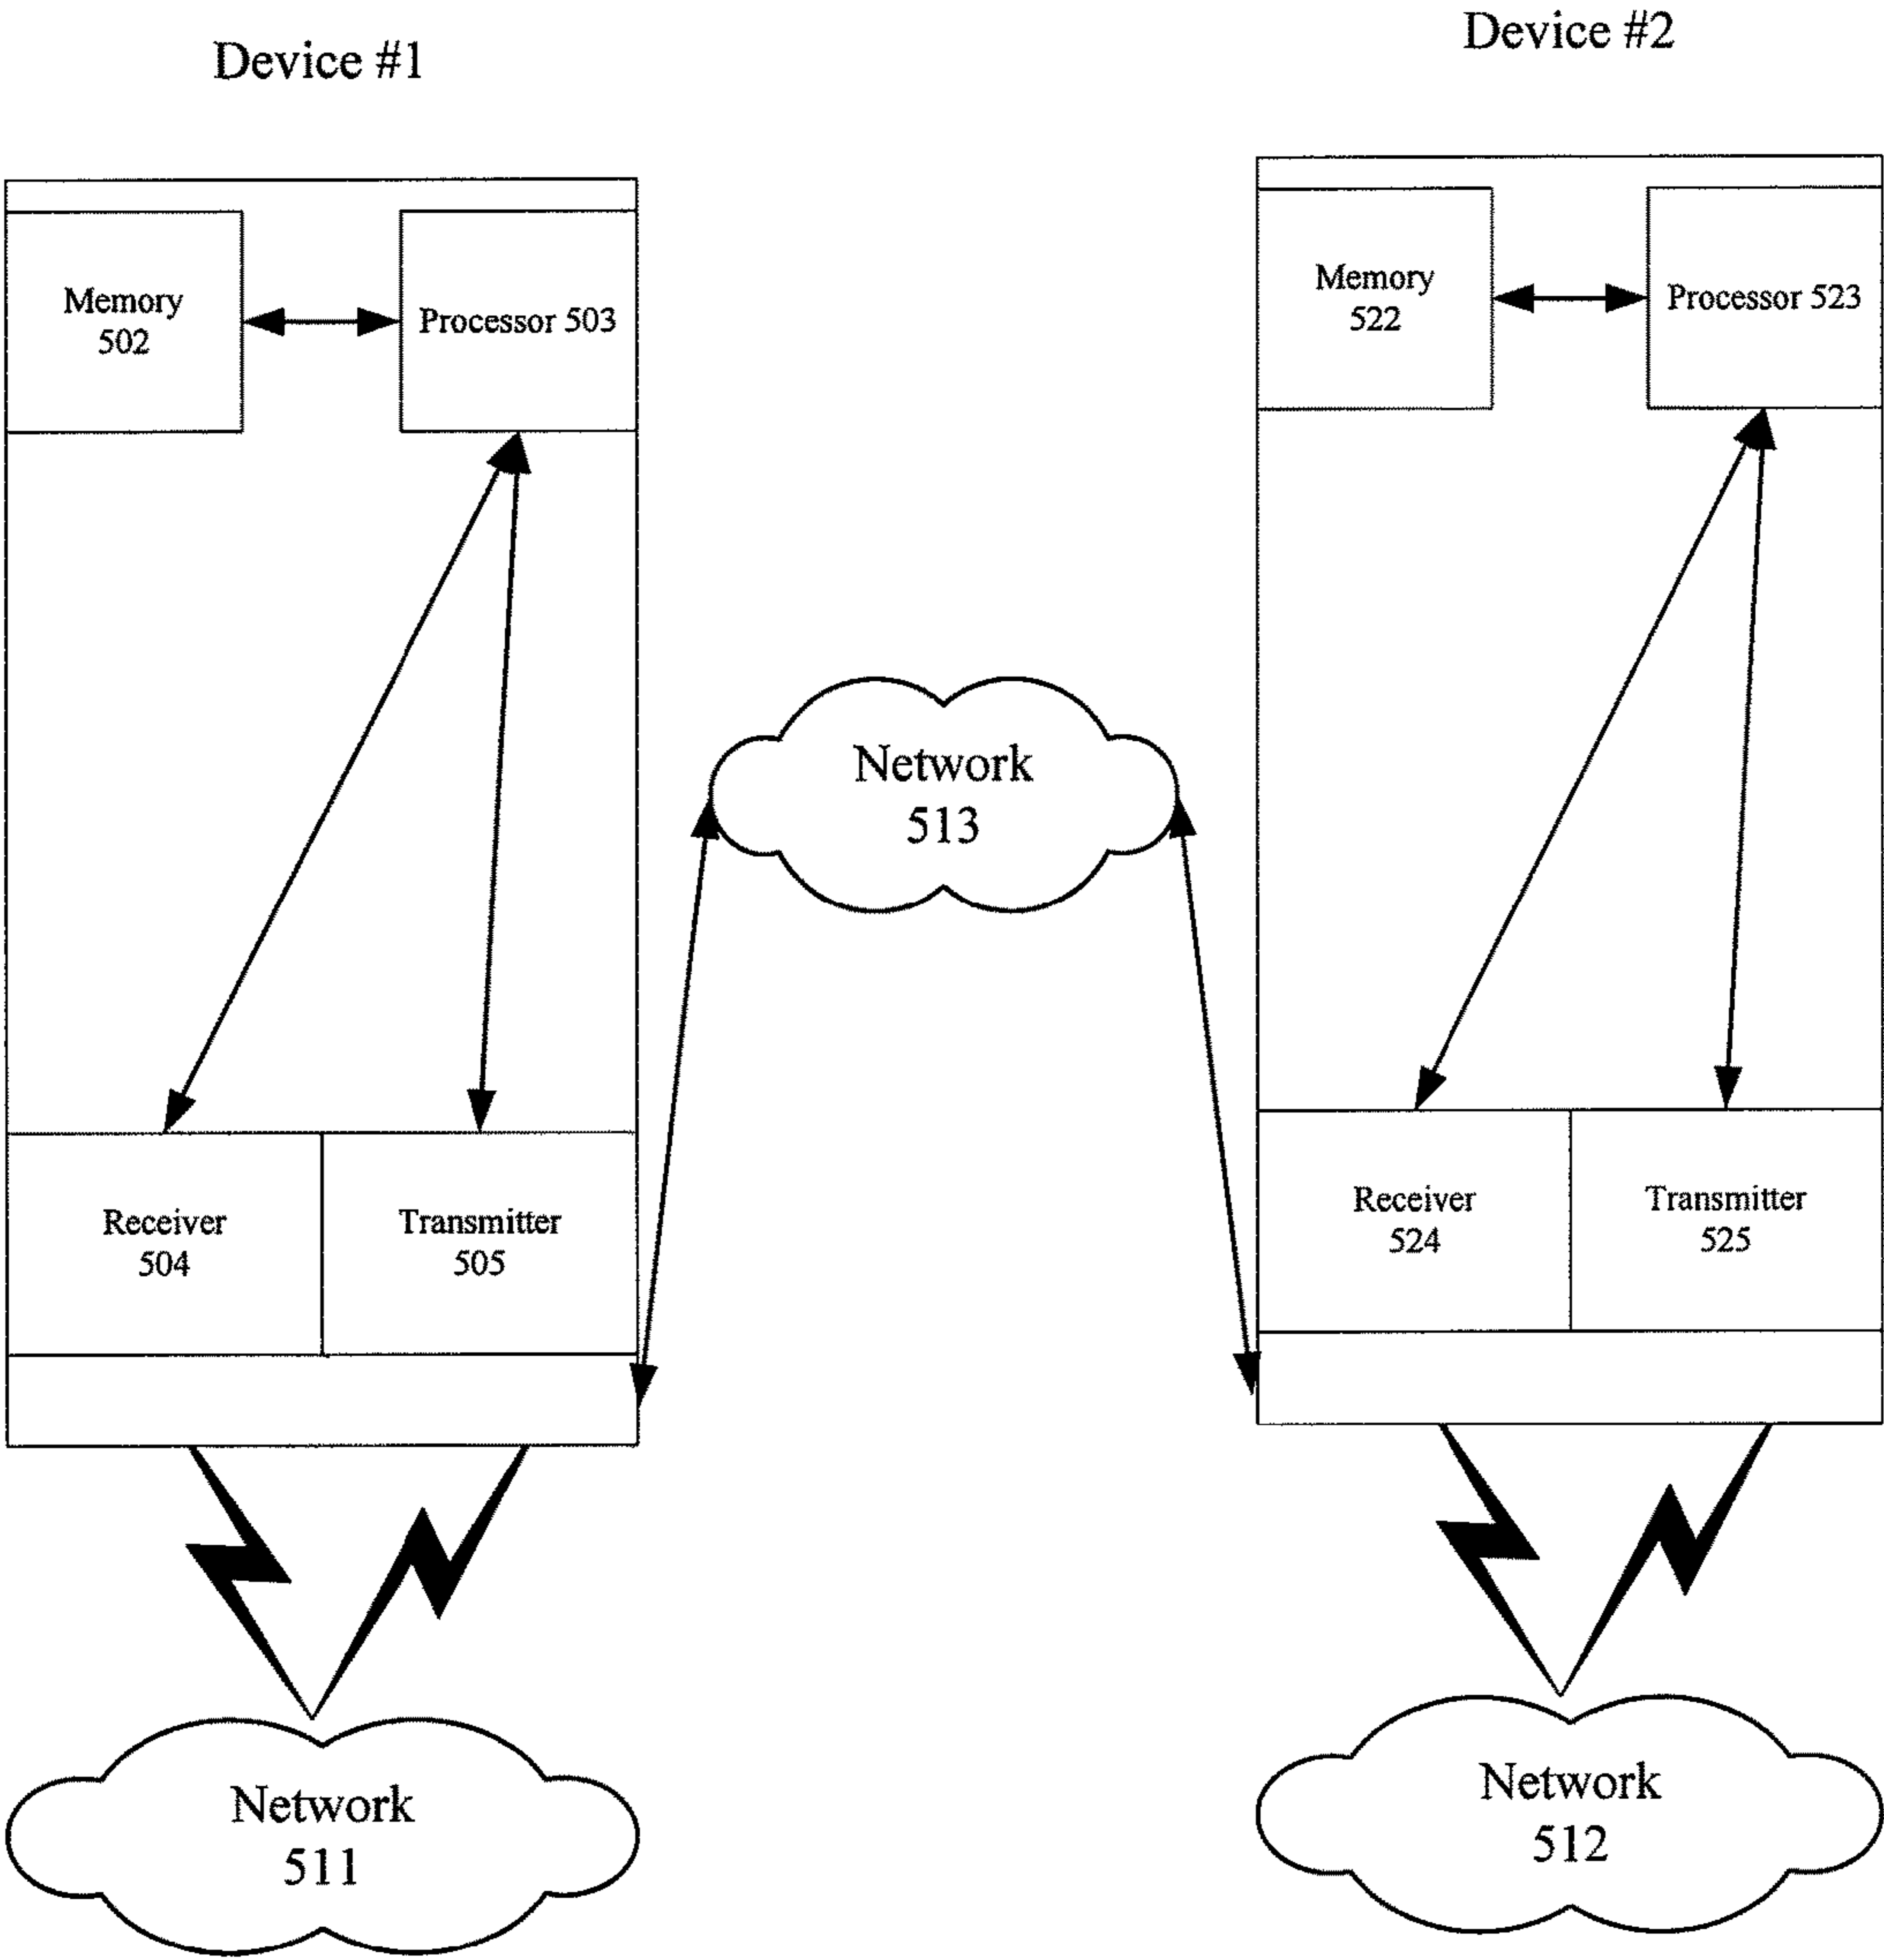 Device #1
Memory
502
Processor 503
Receiver
504
Transmitter
505
Network
511
Network
513
Device #2
Memory
522
Processor 523
Receiver
524
Transmitter
525
Network
512